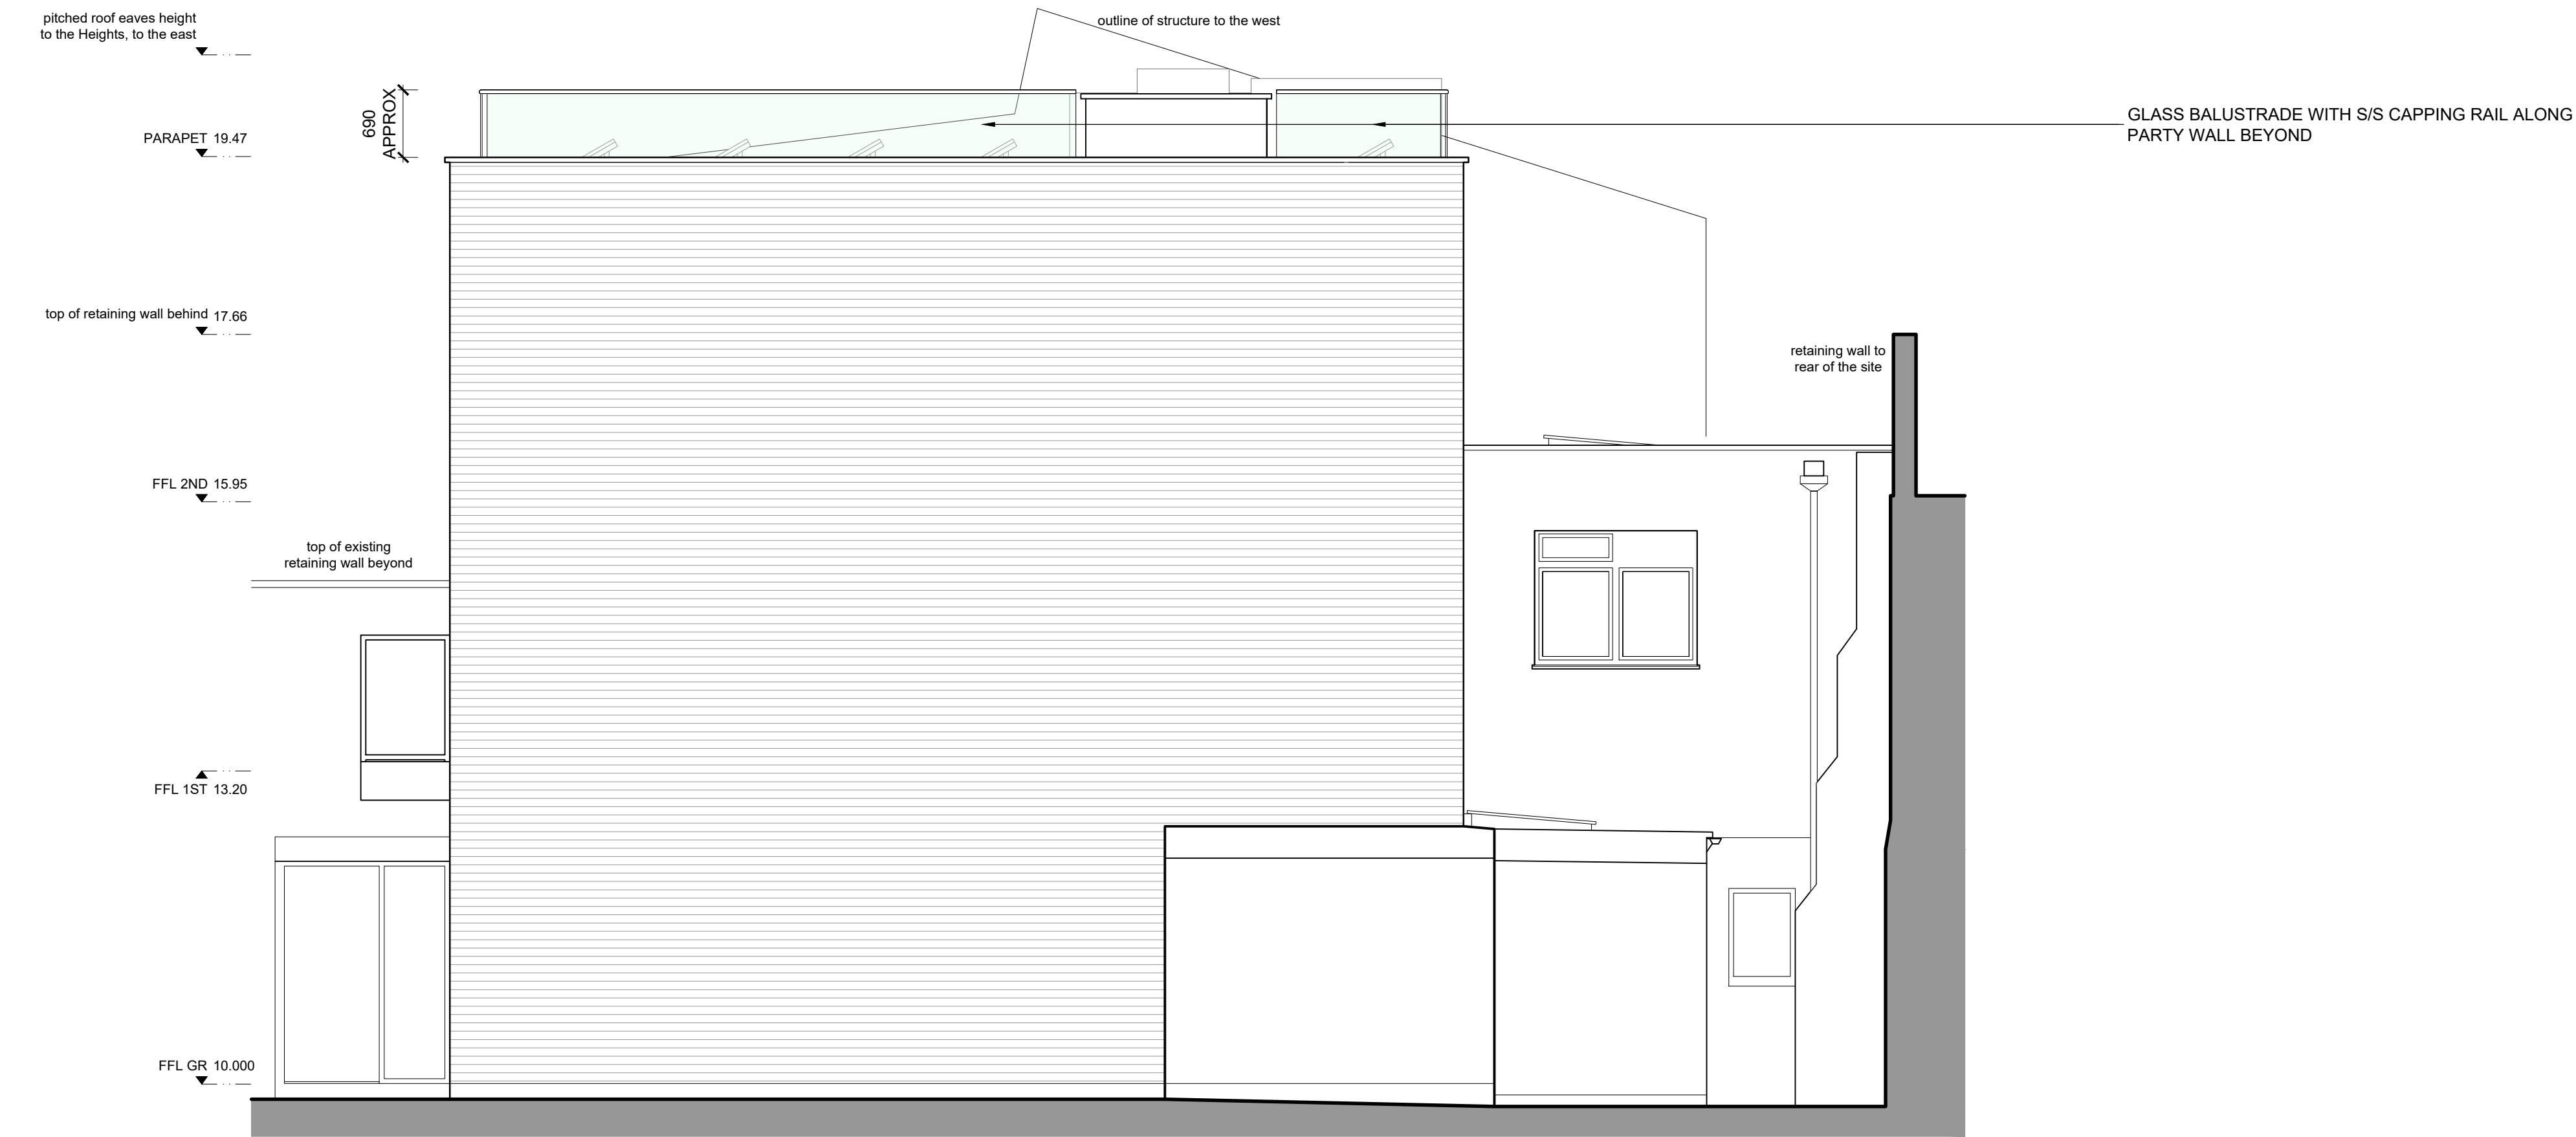 pitched roof eaves height
to the Heights, to the east
outline of structure to the west
690
APPROX
GLASS BALUSTRADE WITH S/S CAPPING RAIL ALONG
PARTY WALL BEYOND
PARAPET 19.47
top of retaining wall behind 17.66
retaining wall to
rear of the site
FFL 2ND 15.95
top of existing
retaining wall beyond
FFL 1ST 13.20
FFL GR 10.000